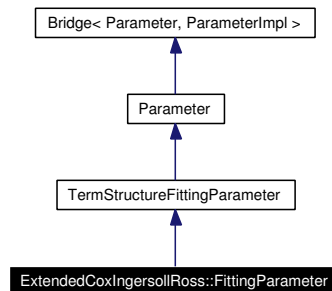 Bridge< Parameter, ParameterImpl >
Parameter
TermStructureFittingParameter
ExtendedCoxIngersollRoss::FittingParameter